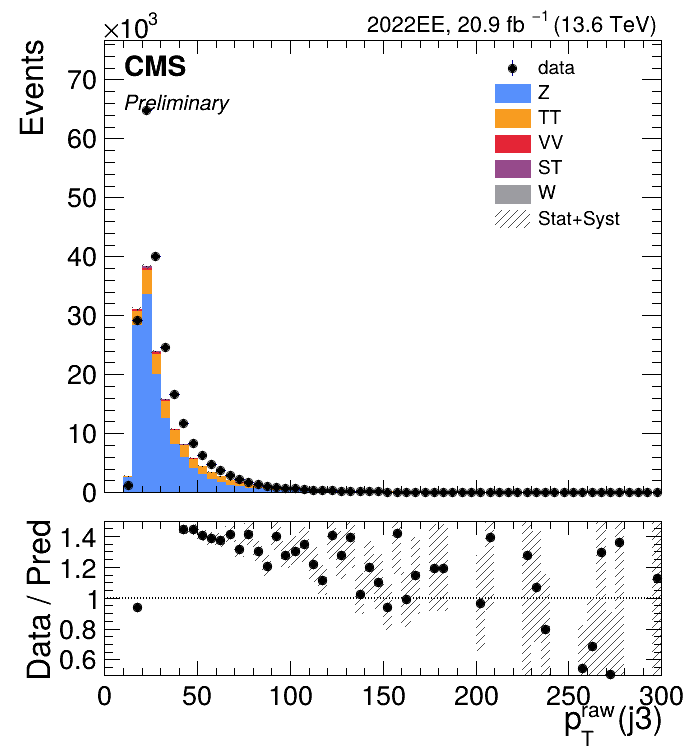 ×10³
2022EE, 20.9 fb ⁻¹ (13.6 TeV)
Events
CMS
Preliminary
data
Z
TT
VV
ST
W
Stat+Syst
70
60
50
40
30
20
10
0
Data / Pred
1.4
1.2
1
0.8
0.6
0 50 100 150 200 250 300
p_T^raw (j3)